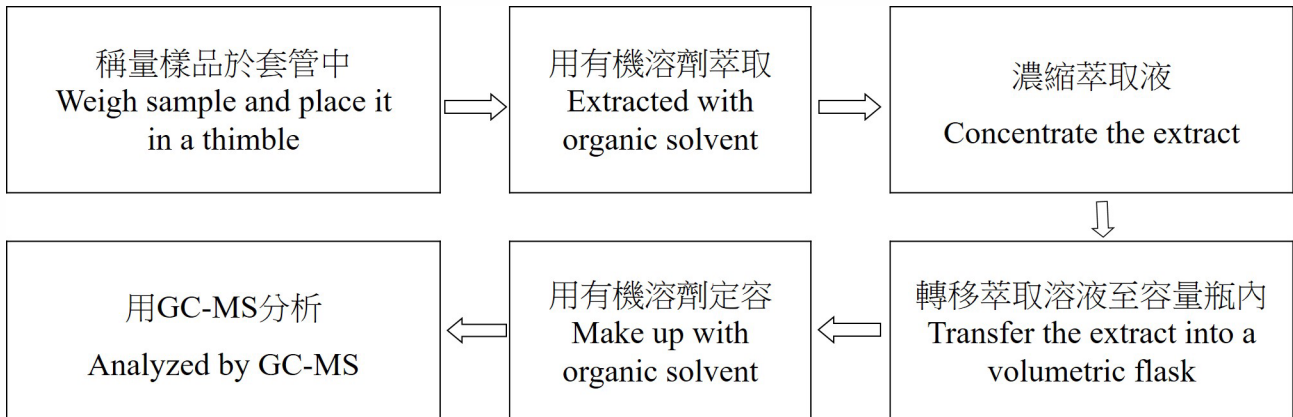 稱量樣品於套管中
Weigh sample and place it
in a thimble
用有機溶劑萃取
Extracted with
organic solvent
濃缩萃取液
Concentrate the extract
轉移萃取溶液至容量瓶內
Transfer the extract into a
volumetric flask
用有機溶劑定容
Make up with
organic solvent
用GC-MS分析
Analyzed by GC-MS